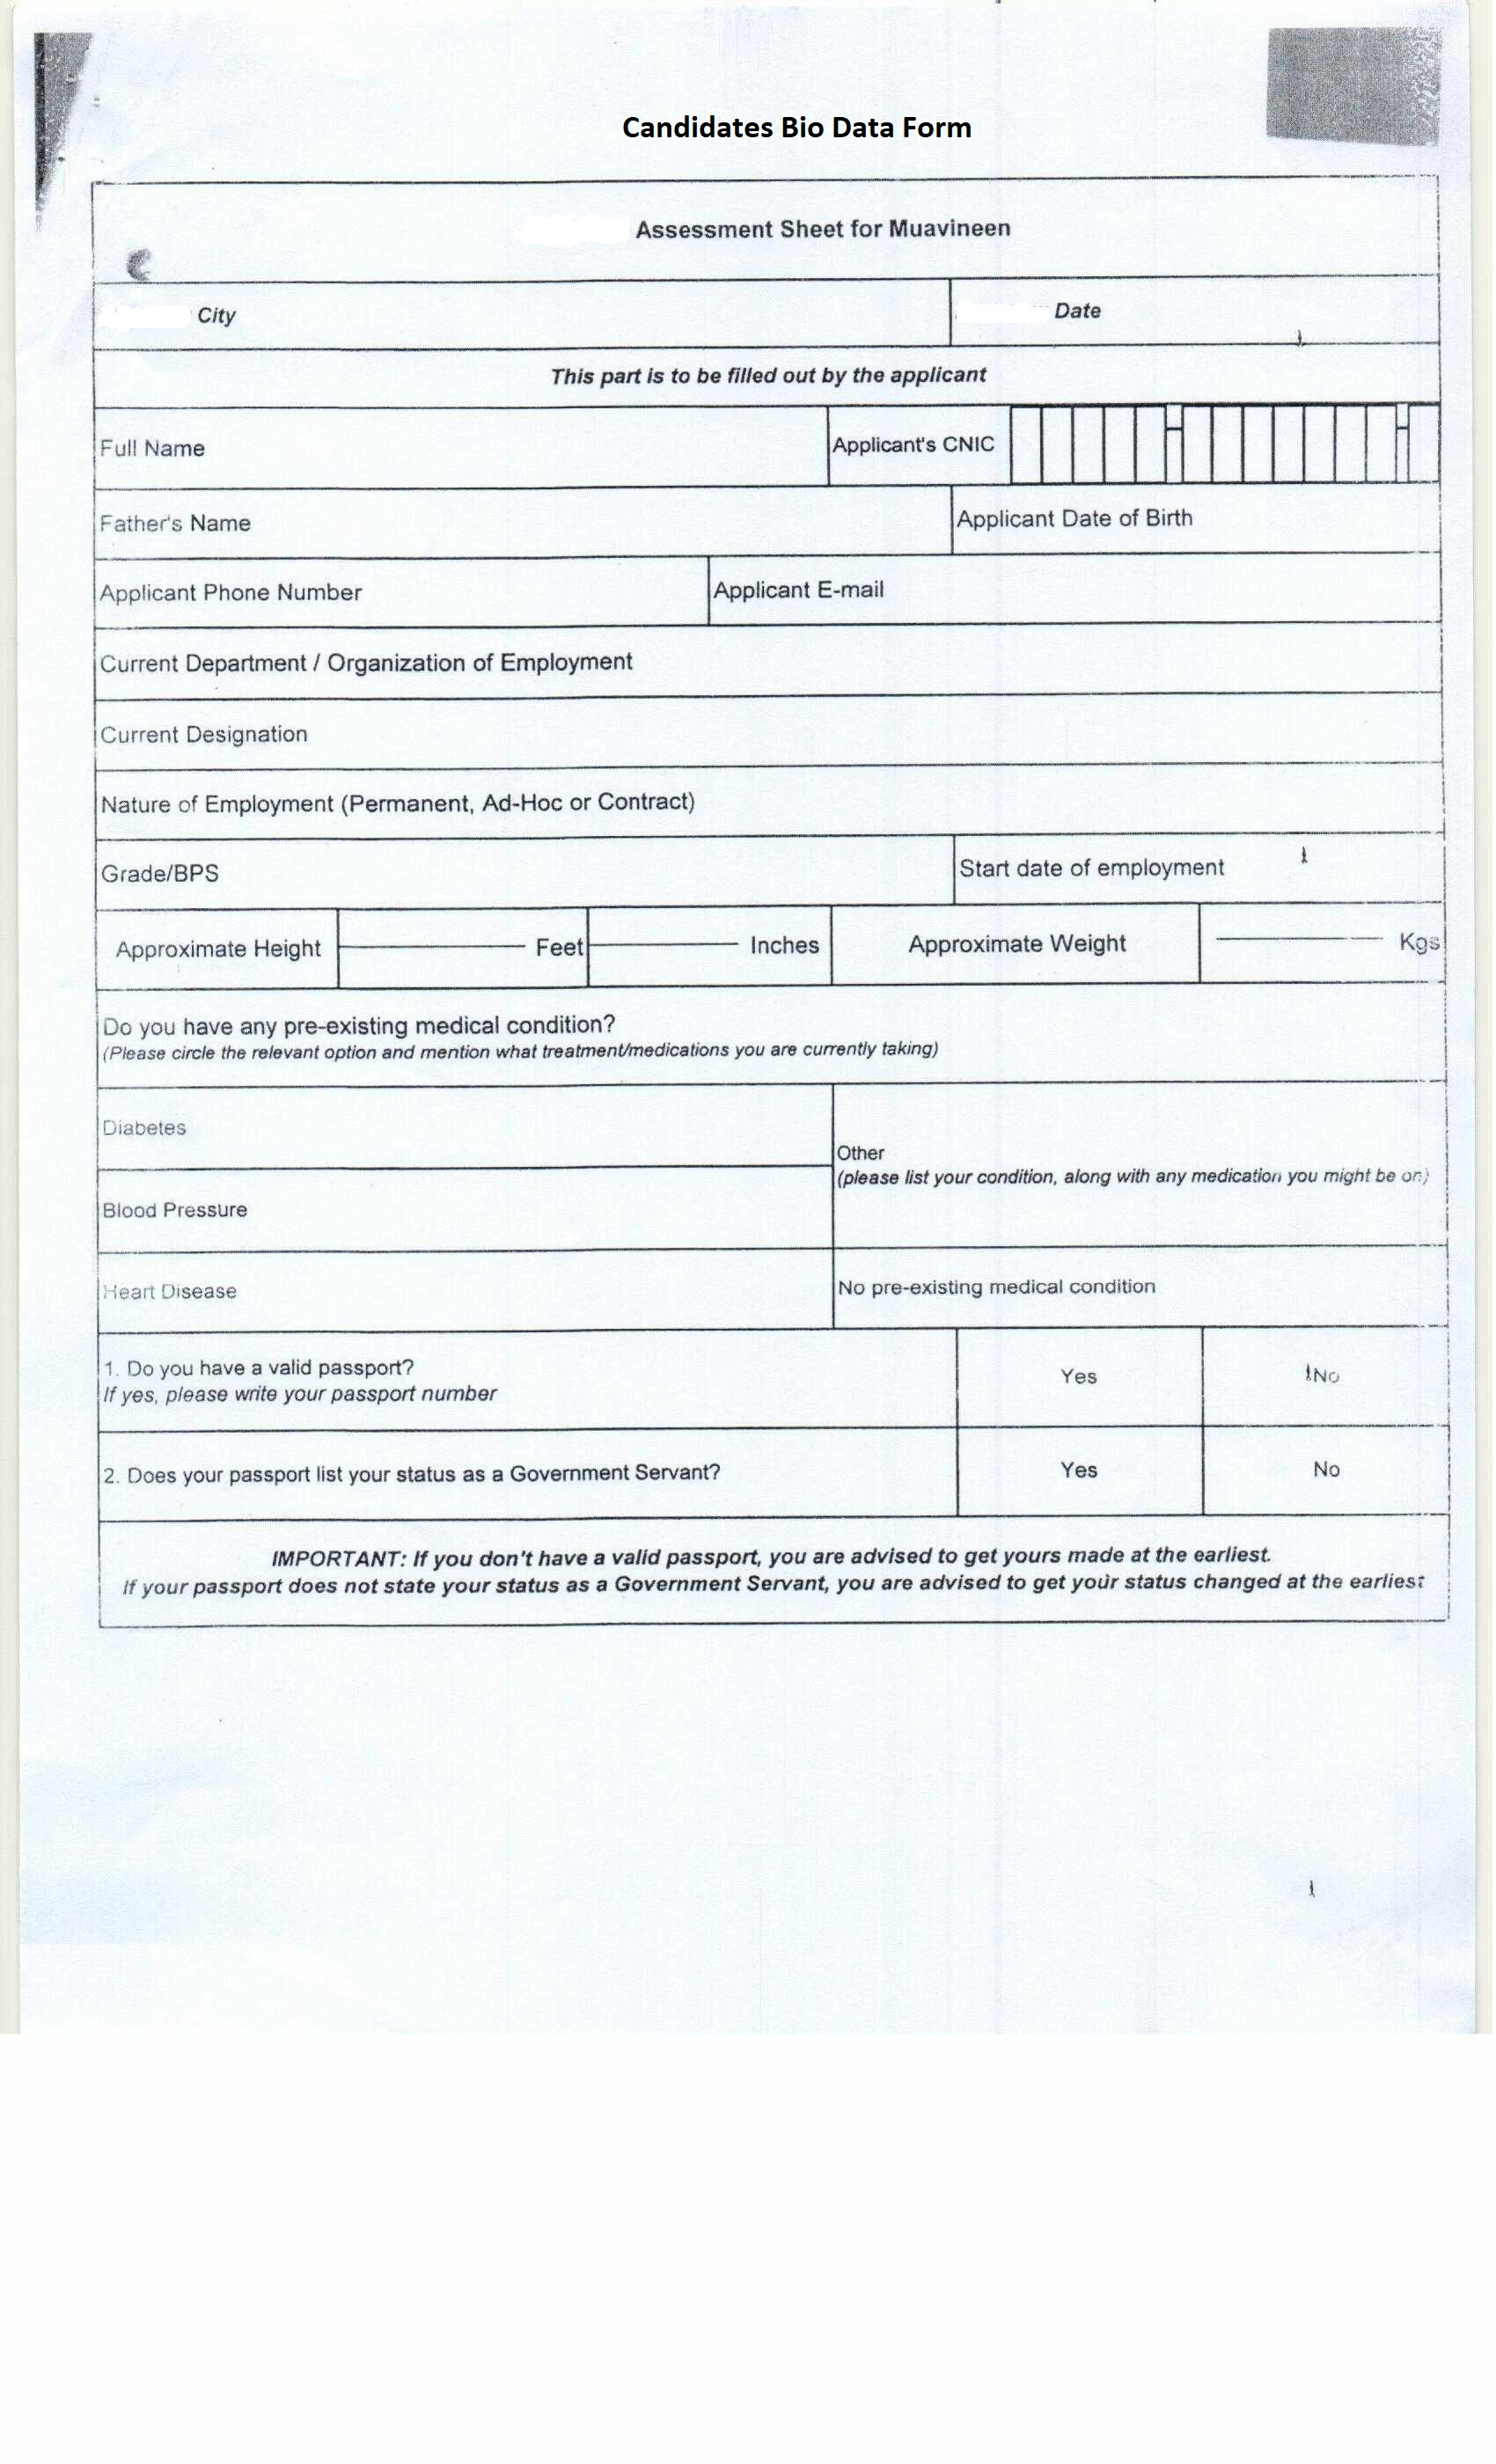 Candidates Bio Data Form
Assessment Sheet for Muavineen
City
Date
This part is to be filled out by the applicant
Full Name
Applicant's CNIC
Father's Name
Applicant Date of Birth
Applicant Phone Number
Applicant E-mail
Current Department / Organization of Employment
Current Designation
Nature of Employment (Permanent, Ad-Hoc or Contract)
Grade/BPS
Start date of employment
Approximate Height
Feet
Inches
Approximate Weight
Kgs
Do you have any pre-existing medical condition?
(Please circle the relevant option and mention what treatment/medications you are currently taking)
Diabetes
Other
(please list your condition, along with any medication you might be on)
Blood Pressure
Heart Disease
No pre-existing medical condition
1. Do you have a valid passport?
If yes, please write your passport number
Yes
No
2. Does your passport list your status as a Government Servant?
Yes
No
IMPORTANT: If you don't have a valid passport, you are advised to get yours made at the earliest.
If your passport does not state your status as a Government Servant, you are advised to get your status changed at the earliest